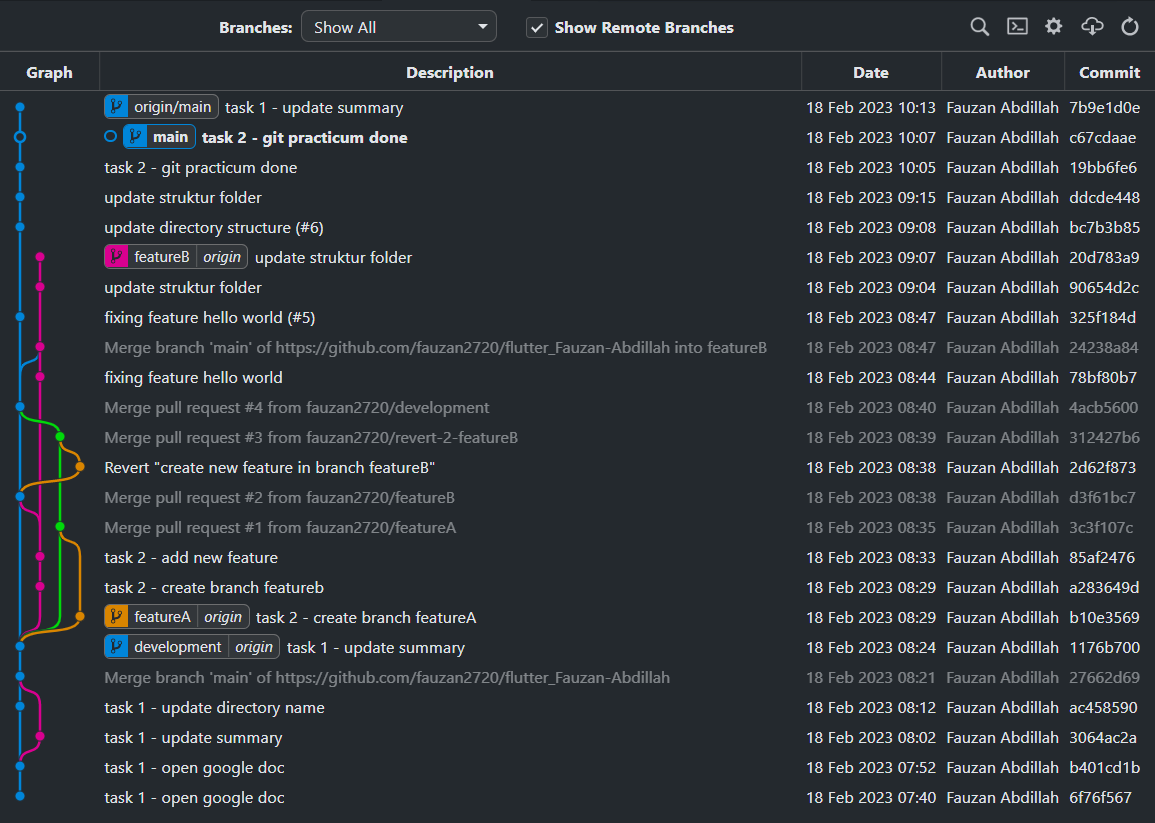 Branches: Show All Show Remote Branches
Graph Description Date Author Commit
origin/main task 1 - update summary 18 Feb 2023 10:13 Fauzan Abdillah 7b9e1d0e
main task 2 - git practicum done 18 Feb 2023 10:07 Fauzan Abdillah c67cdaae
task 2 - git practicum done 18 Feb 2023 10:05 Fauzan Abdillah 19bb6fe6
update struktur folder 18 Feb 2023 09:15 Fauzan Abdillah ddcde448
update directory structure (#6) 18 Feb 2023 09:08 Fauzan Abdillah bc7b3b85
featureB origin update struktur folder 18 Feb 2023 09:07 Fauzan Abdillah 20d783a9
update struktur folder 18 Feb 2023 09:04 Fauzan Abdillah 90654d2c
fixing feature hello world (#5) 18 Feb 2023 08:47 Fauzan Abdillah 325f184d
Merge branch 'main' of https://github.com/fauzan2720/flutter_Fauzan-Abdillah into featureB 18 Feb 2023 08:47 Fauzan Abdillah 24238a84
fixing feature hello world 18 Feb 2023 08:44 Fauzan Abdillah 78bf80b7
Merge pull request #4 from fauzan2720/development 18 Feb 2023 08:40 Fauzan Abdillah 4acb5600
Merge pull request #3 from fauzan2720/revert-2-featureB 18 Feb 2023 08:39 Fauzan Abdillah 312427b6
Revert "create new feature in branch featureB" 18 Feb 2023 08:38 Fauzan Abdillah 2d62f873
Merge pull request #2 from fauzan2720/featureB 18 Feb 2023 08:38 Fauzan Abdillah d3f61bc7
Merge pull request #1 from fauzan2720/featureA 18 Feb 2023 08:35 Fauzan Abdillah 3c3f107c
task 2 - add new feature 18 Feb 2023 08:33 Fauzan Abdillah 85af2476
task 2 - create branch featureb 18 Feb 2023 08:29 Fauzan Abdillah a283649d
featureA origin task 2 - create branch featureA 18 Feb 2023 08:29 Fauzan Abdillah b10e3569
development origin task 1 - update summary 18 Feb 2023 08:24 Fauzan Abdillah 1176b700
Merge branch 'main' of https://github.com/fauzan2720/flutter_Fauzan-Abdillah 18 Feb 2023 08:21 Fauzan Abdillah 27662d69
task 1 - update directory name 18 Feb 2023 08:12 Fauzan Abdillah ac458590
task 1 - update summary 18 Feb 2023 08:02 Fauzan Abdillah 3064ac2a
task 1 - open google doc 18 Feb 2023 07:52 Fauzan Abdillah b401cd1b
task 1 - open google doc 18 Feb 2023 07:40 Fauzan Abdillah 6f76f567